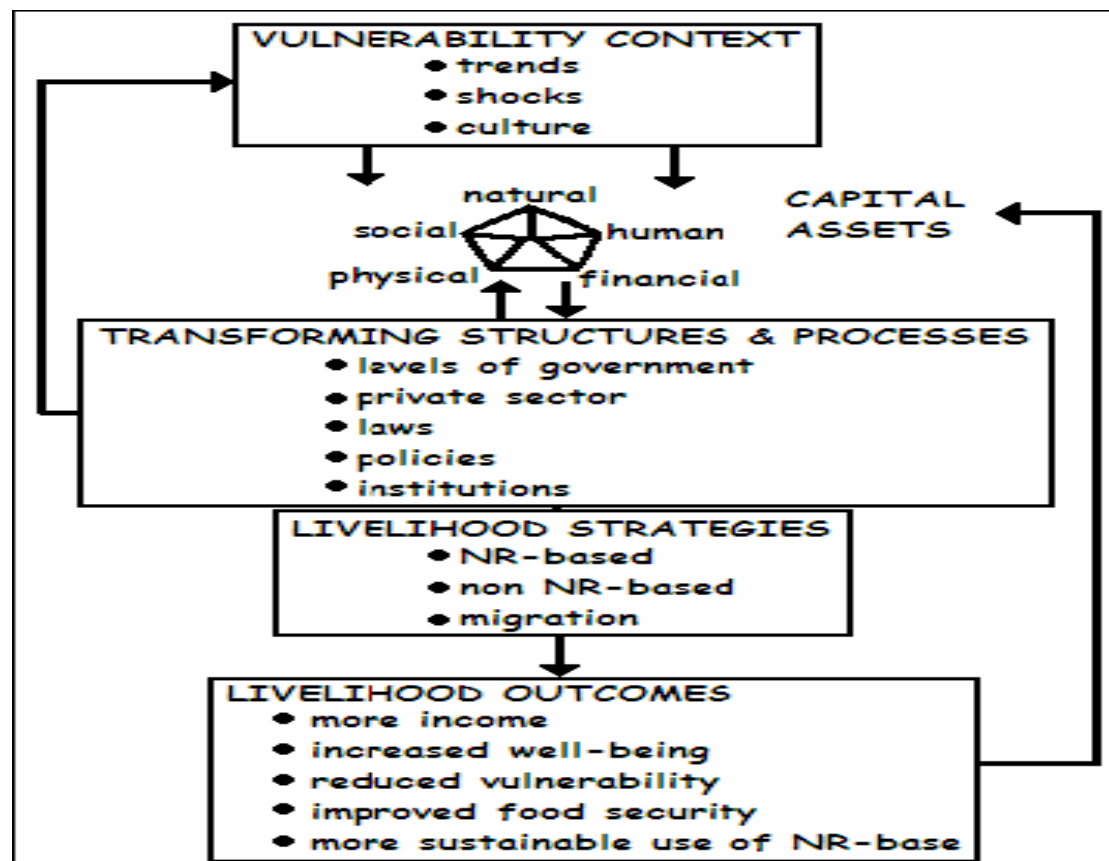 VULNERABILITY CONTEXT
● trends
● shocks
● culture
natural
social
human
physical
financial
CAPITAL
ASSETS
TRANSFORMING STRUCTURES & PROCESSES
● levels of government
● private sector
● laws
● policies
● institutions
LIVELIHOOD STRATEGIES
● NR-based
● non NR-based
● migration
LIVELIHOOD OUTCOMES
● more income
● increased well-being
● reduced vulnerability
● improved food security
● more sustainable use of NR-base